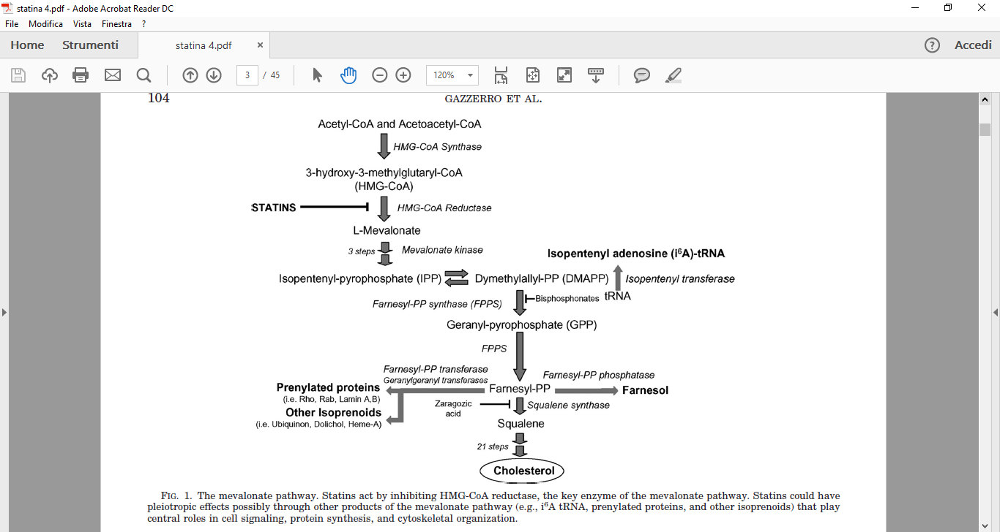 statina 4.pdf - Adobe Acrobat Reader DC
File Modifica Vista Finestra ?
Home Strumenti statina 4.pdf × ? Accedi
3 / 45 120%
104 GAZZERRO ET AL.
Acetyl-CoA and Acetoacetyl-CoA
HMG-CoA Synthase
3-hydroxy-3-methylglutaryl-CoA
(HMG-CoA)
STATINS HMG-CoA Reductase
L-Mevalonate
3 steps Mevalonate kinase
Isopentenyl adenosine (i⁶A)-tRNA
Isopentenyl-pyrophosphate (IPP) Dymethylallyl-PP (DMAPP) Isopentenyl transferase
Farnesyl-PP synthase (FPPS) Bisphosphonates tRNA
Geranyl-pyrophosphate (GPP)
FPPS
Farnesyl-PP transferase Farnesyl-PP phosphatase
Geranylgeranyl transferases
Prenylated proteins Farnesyl-PP Farnesol
(i.e. Rho, Rab, Lamin A,B)
Zaragozic Squalene synthase
Other Isoprenoids acid
(i.e. Ubiquinon, Dolichol, Heme-A) Squalene
21 steps
Cholesterol
FIG. 1. The mevalonate pathway. Statins act by inhibiting HMG-CoA reductase, the key enzyme of the mevalonate pathway. Statins could have
pleiotropic effects possibly through other products of the mevalonate pathway (e.g., i⁶A tRNA, prenylated proteins, and other isoprenoids) that play
central roles in cell signaling, protein synthesis, and cytoskeletal organization.